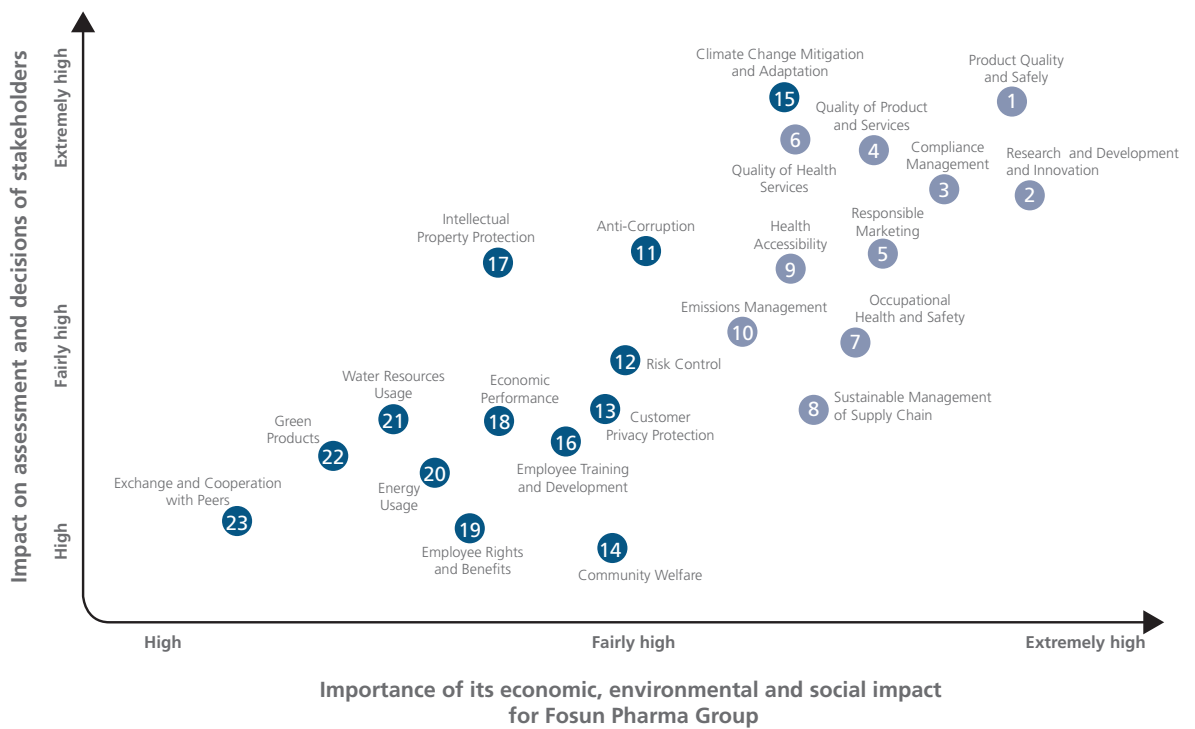 Impact on assessment and decisions of stakeholders
Extremely high
Fairly high
High
Climate Change Mitigation
and Adaptation
15
Product Quality
and Safely
1
Quality of Product
and Services
4
6
Quality of Health
Services
Compliance
Management
3
Research and Development
and Innovation
2
Intellectual
Property Protection
17
Anti-Corruption
11
Health
Accessibility
9
Responsible
Marketing
5
Emissions Management
10
Occupational
Health and Safety
7
12
Risk Control
Water Resources
Usage
21
Economic
Performance
18
13
Customer
Privacy Protection
8
Sustainable Management
of Supply Chain
Green
Products
22
16
Employee Training
and Development
20
Energy
Usage
Exchange and Cooperation
with Peers
23
19
Employee Rights
and Benefits
14
Community Welfare
High
Fairly high
Extremely high
Importance of its economic, environmental and social impact
for Fosun Pharma Group